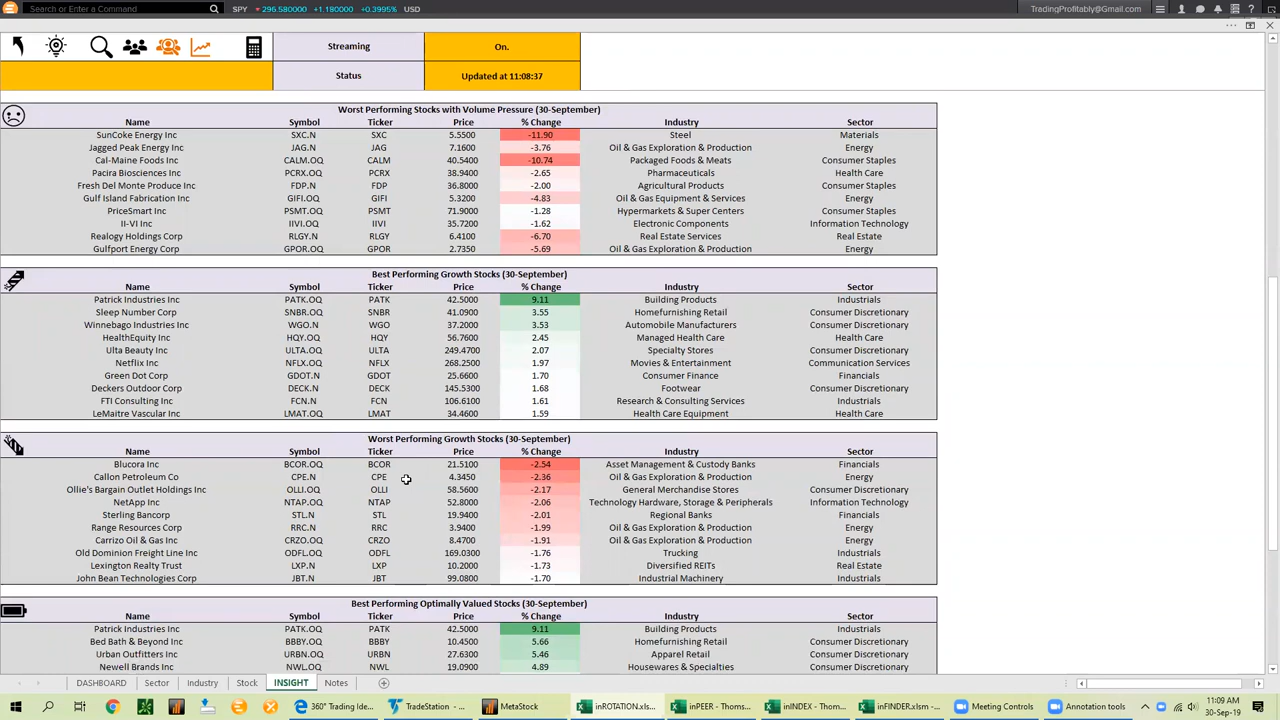 Search or Enter Command SPY 296.580000 +1.180000 +0.3995% USD TradingProfitably@Gmail.com
Streaming On.
Status Updated at 11:08:37
Worst Performing Stocks with Volume Pressure (30-September)
Name Symbol Ticker Price % Change Industry Sector
SunCoke Energy Inc SXC.N SXC 5.5500 -11.90 Steel Materials
Jagged Peak Energy Inc JAG.N JAG 7.1600 -3.76 Oil & Gas Exploration & Production Energy
Cal-Maine Foods Inc CALM.OQ CALM 40.5400 -10.74 Packaged Foods & Meats Consumer Staples
Pacira Biosciences Inc PCRX.OQ PCRX 38.9400 -2.65 Pharmaceuticals Health Care
Fresh Del Monte Produce Inc FDP.N FDP 36.8000 -2.00 Agricultural Products Consumer Staples
Gulf Island Fabrication Inc GIFI.OQ GIFI 5.3200 -4.83 Oil & Gas Equipment & Services Energy
PriceSmart Inc PSMT.OQ PSMT 71.9000 -1.28 Hypermarkets & Super Centers Consumer Staples
II-VI Inc IIVI.OQ IIVI 35.7200 -1.62 Electronic Components Information Technology
Realogy Holdings Corp RLGY.N RLGY 6.4100 -6.70 Real Estate Services Real Estate
Gulfport Energy Corp GPOR.OQ GPOR 2.7350 -5.69 Oil & Gas Exploration & Production Energy
Best Performing Growth Stocks (30-September)
Name Symbol Ticker Price % Change Industry Sector
Patrick Industries Inc PATK.OQ PATK 42.5000 9.11 Building Products Industrials
Sleep Number Corp SNBR.OQ SNBR 41.0900 3.55 Homefurnishing Retail Consumer Discretionary
Winnebago Industries Inc WGO.N WGO 37.2000 3.53 Automobile Manufacturers Consumer Discretionary
HealthEquity Inc HQY.OQ HQY 56.7600 2.45 Managed Health Care Health Care
Ulta Beauty Inc ULTA.OQ ULTA 249.4700 2.07 Specialty Stores Consumer Discretionary
Netflix Inc NFLX.OQ NFLX 268.2500 1.97 Movies & Entertainment Communication Services
Green Dot Corp GDOT.N GDOT 25.6600 1.70 Consumer Finance Financials
Deckers Outdoor Corp DECK.N DECK 145.5300 1.68 Footwear Consumer Discretionary
FTI Consulting Inc FCN.N FCN 106.6100 1.61 Research & Consulting Services Industrials
LeMaitre Vascular Inc LMAT.OQ LMAT 34.4600 1.59 Health Care Equipment Health Care
Worst Performing Growth Stocks (30-September)
Name Symbol Ticker Price % Change Industry Sector
Blucora Inc BCOR.OQ BCOR 21.5100 -2.54 Asset Management & Custody Banks Financials
Callon Petroleum Co CPE.N CPE 4.3450 -2.36 Oil & Gas Exploration & Production Energy
Ollie's Bargain Outlet Holdings Inc OLLI.OQ OLLI 58.5600 -2.17 General Merchandise Stores Consumer Discretionary
NetApp Inc NTAP.OQ NTAP 52.8000 -2.06 Technology Hardware, Storage & Peripherals Information Technology
Sterling Bancorp STL.N STL 19.9400 -2.01 Regional Banks Financials
Range Resources Corp RRC.N RRC 3.9400 -1.99 Oil & Gas Exploration & Production Energy
Carrizo Oil & Gas Inc CRZO.OQ CRZO 8.4700 -1.91 Oil & Gas Exploration & Production Energy
Old Dominion Freight Line Inc ODFL.OQ ODFL 169.0300 -1.76 Trucking Industrials
Lexington Realty Trust LXP.N LXP 10.2000 -1.73 Diversified REITs Real Estate
John Bean Technologies Corp JBT.N JBT 99.0800 -1.70 Industrial Machinery Industrials
Best Performing Optimally Valued Stocks (30-September)
Name Symbol Ticker Price % Change Industry Sector
Patrick Industries Inc PATK.OQ PATK 42.5000 9.11 Building Products Industrials
Bed Bath & Beyond Inc BBBY.OQ BBBY 10.4500 5.66 Homefurnishing Retail Consumer Discretionary
Urban Outfitters Inc URBN.OQ URBN 27.6300 5.46 Apparel Retail Consumer Discretionary
Newell Brands Inc NWL.OQ NWL 19.0900 4.89 Housewares & Specialties Consumer Discretionary
DASHBOARD Sector Industry Stock INSIGHT Notes
360° Trading Ide... TradeStation - ... MetaStock inROTATION.xls... inPEER - Thoms... inINDEX - Thom... inFINDER.xlsm -... Meeting Controls Annotation tools 11:09 AM
30-Sep-19